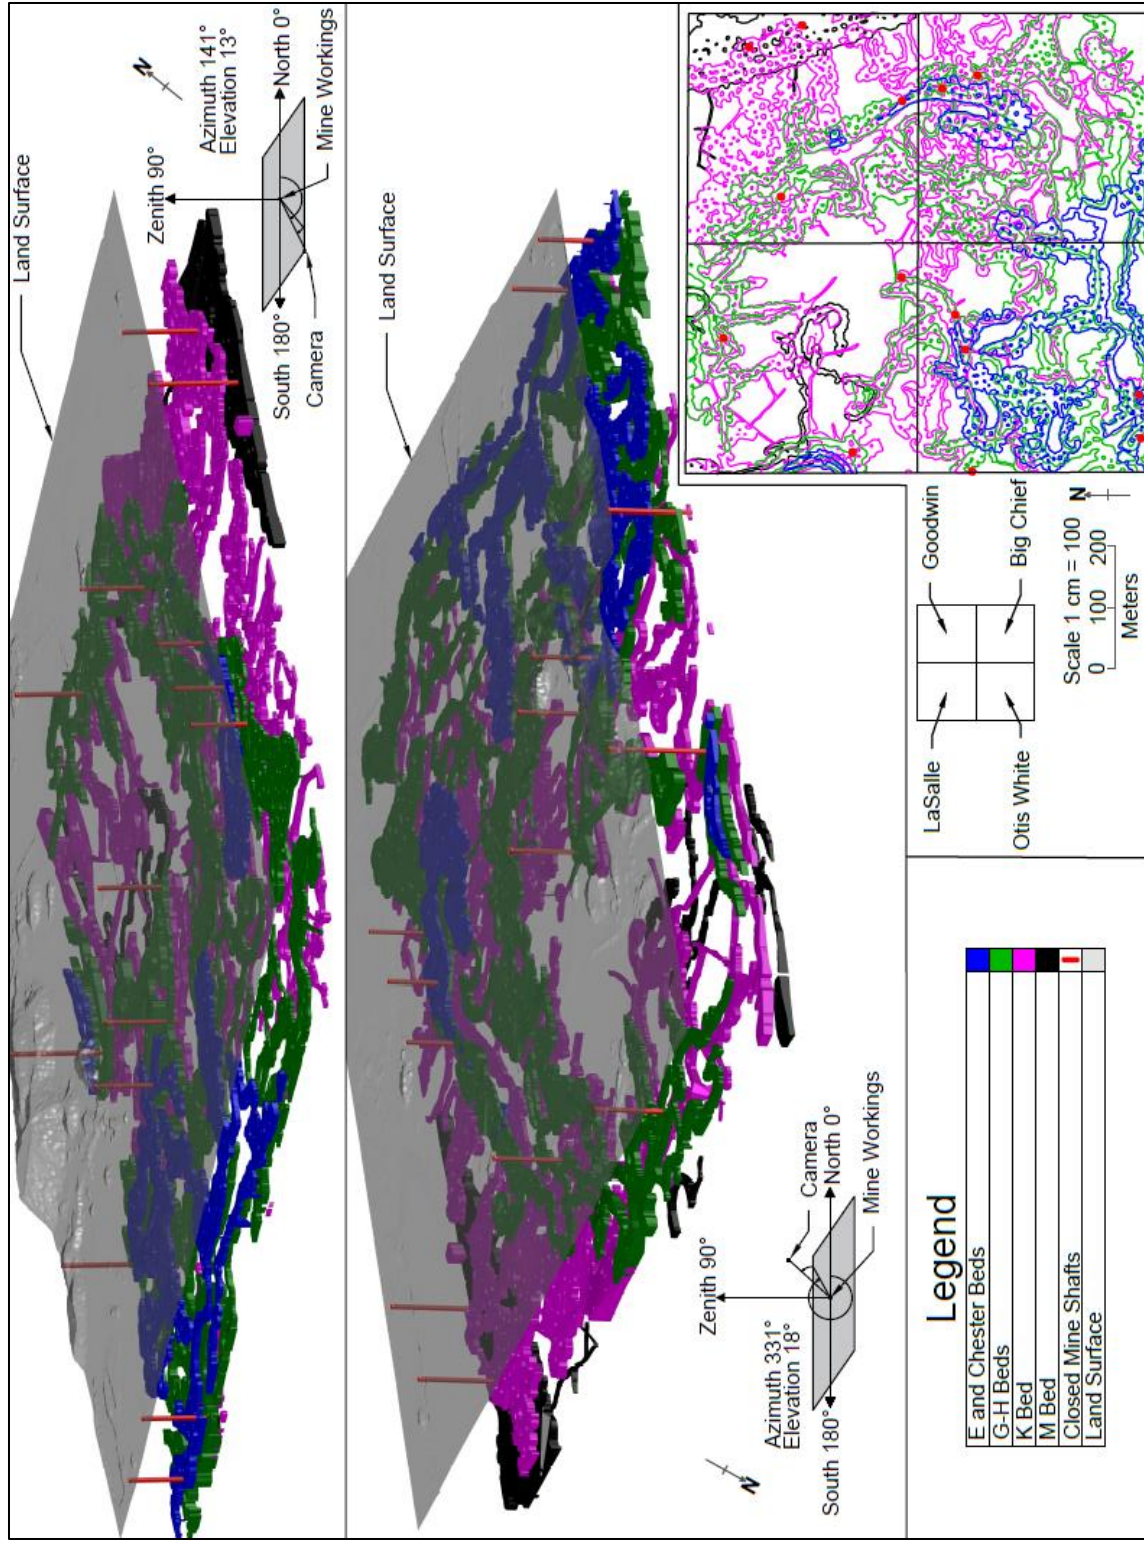 Land Surface
N
Azimuth 141°
Elevation 13°
Zenith 90°
North 0°
South 180°
Mine Workings
Camera
Land Surface
N
Azimuth 331°
Elevation 18°
Zenith 90°
Camera
North 0°
South 180°
Mine Workings
Legend
E and Chester Beds
G-H Beds
K Bed
M Bed
Closed Mine Shafts
Land Surface
LaSalle
Goodwin
Otis White
Big Chief
Scale 1 cm = 100
N
0 100 200
Meters